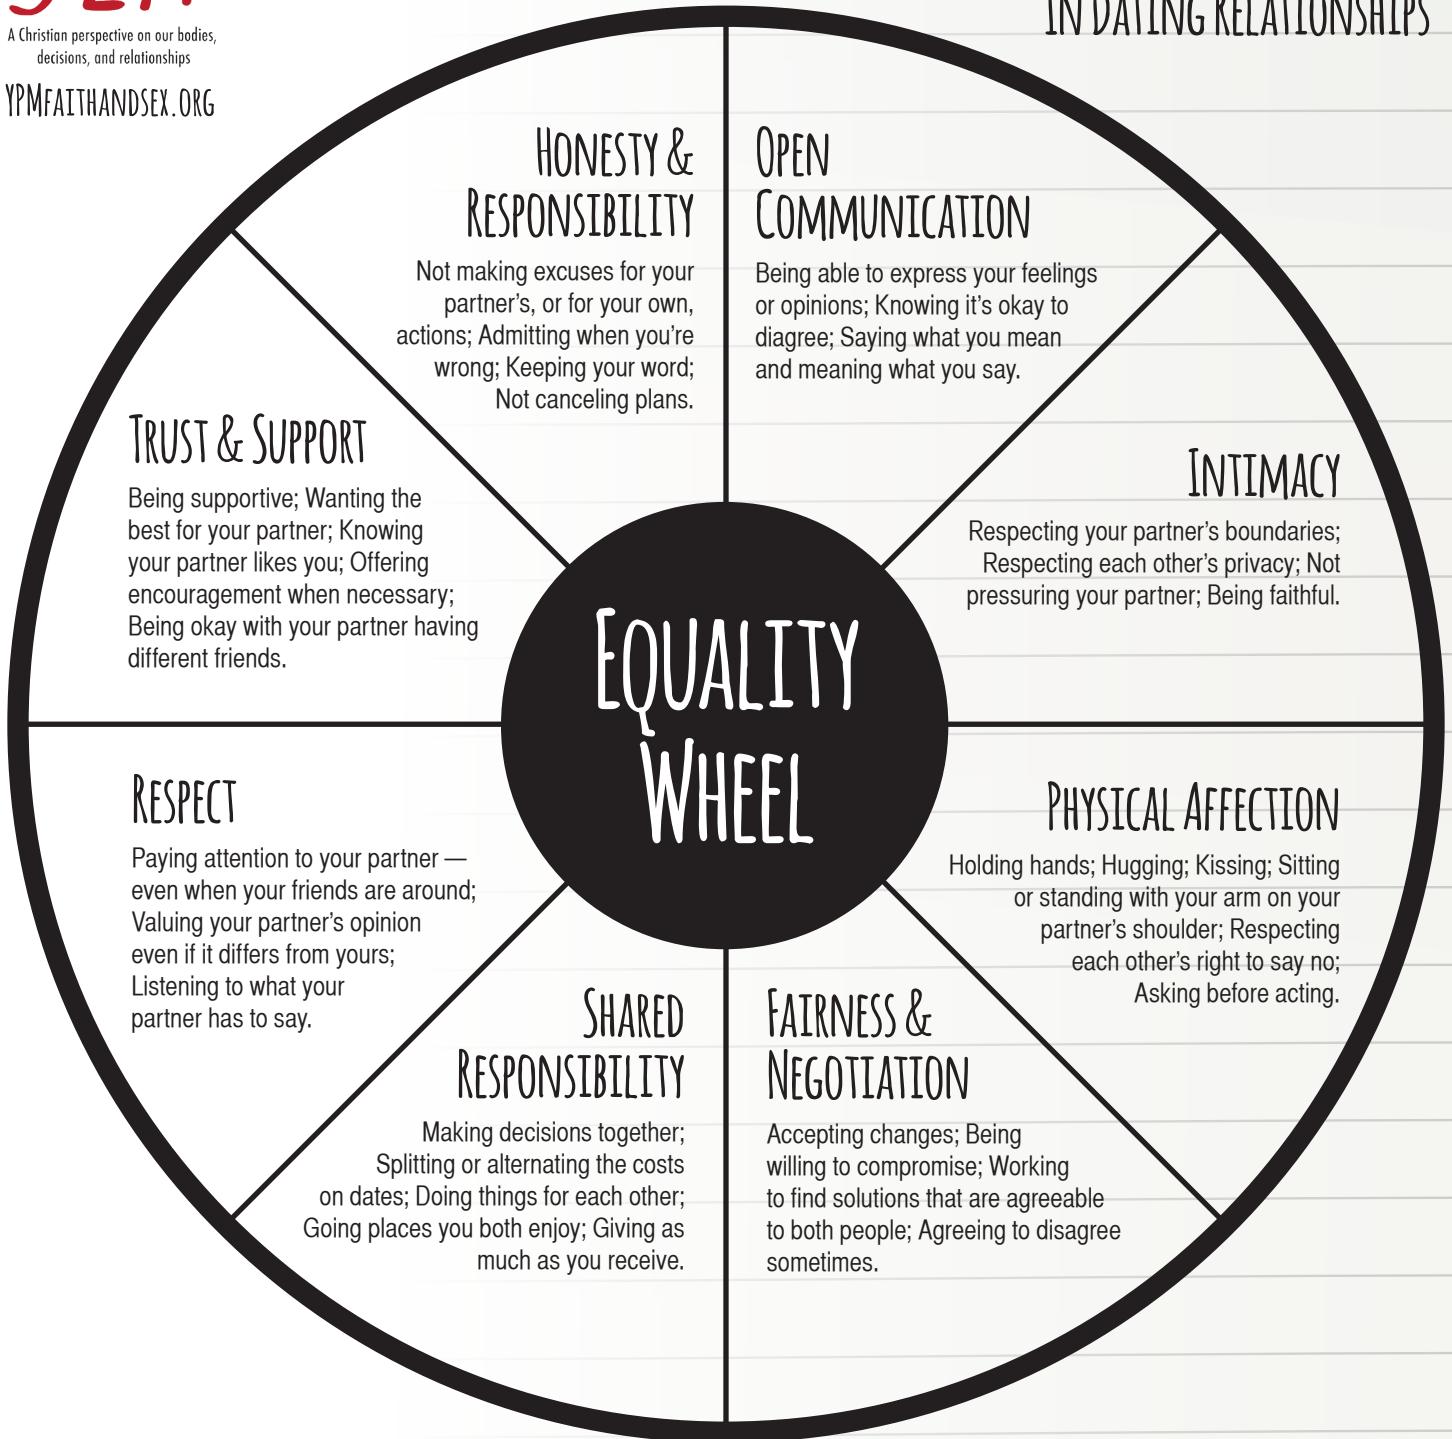 A Christian perspective on our bodies,
decisions, and relationships
YPMFAITHANDSEX.ORG
IN DATING RELATIONSHIPS
HONESTY &
RESPONSIBILITY
Not making excuses for your
partner's, or for your own,
actions; Admitting when you're
wrong; Keeping your word;
Not canceling plans.
OPEN
COMMUNICATION
Being able to express your feelings
or opinions; Knowing it's okay to
diagree; Saying what you mean
and meaning what you say.
TRUST & SUPPORT
Being supportive; Wanting the
best for your partner; Knowing
your partner likes you; Offering
encouragement when necessary;
Being okay with your partner having
different friends.
INTIMACY
Respecting your partner's boundaries;
Respecting each other's privacy; Not
pressuring your partner; Being faithful.
EQUALITY
WHEEL
RESPECT
Paying attention to your partner —
even when your friends are around;
Valuing your partner's opinion
even if it differs from yours;
Listening to what your
partner has to say.
PHYSICAL AFFECTION
Holding hands; Hugging; Kissing; Sitting
or standing with your arm on your
partner's shoulder; Respecting
each other's right to say no;
Asking before acting.
SHARED
RESPONSIBILITY
Making decisions together;
Splitting or alternating the costs
on dates; Doing things for each other;
Going places you both enjoy; Giving as
much as you receive.
FAIRNESS &
NEGOTIATION
Accepting changes; Being
willing to compromise; Working
to find solutions that are agreeable
to both people; Agreeing to disagree
sometimes.